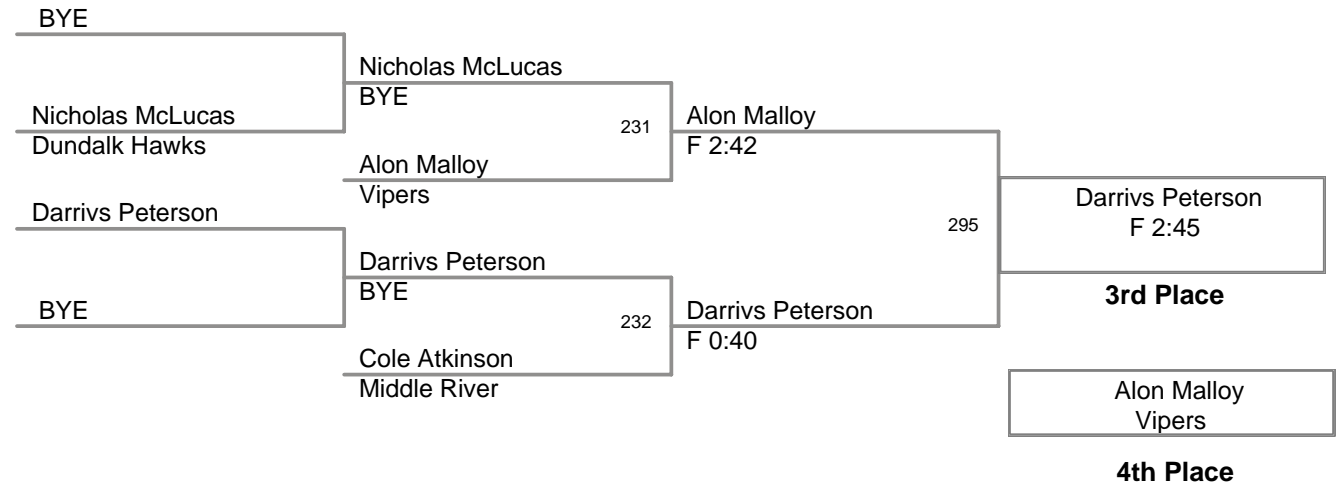 BYE
Nicholas McLucas
Dundalk Hawks
Darrivs Peterson
BYE
Nicholas McLucas
BYE
231
Alon Malloy
Vipers
Darrivs Peterson
BYE
232
Cole Atkinson
Middle River
Alon Malloy
F 2:42
295
Darrivs Peterson
F 0:40
Darrivs Peterson
F 2:45
3rd Place
Alon Malloy
Vipers
4th Place